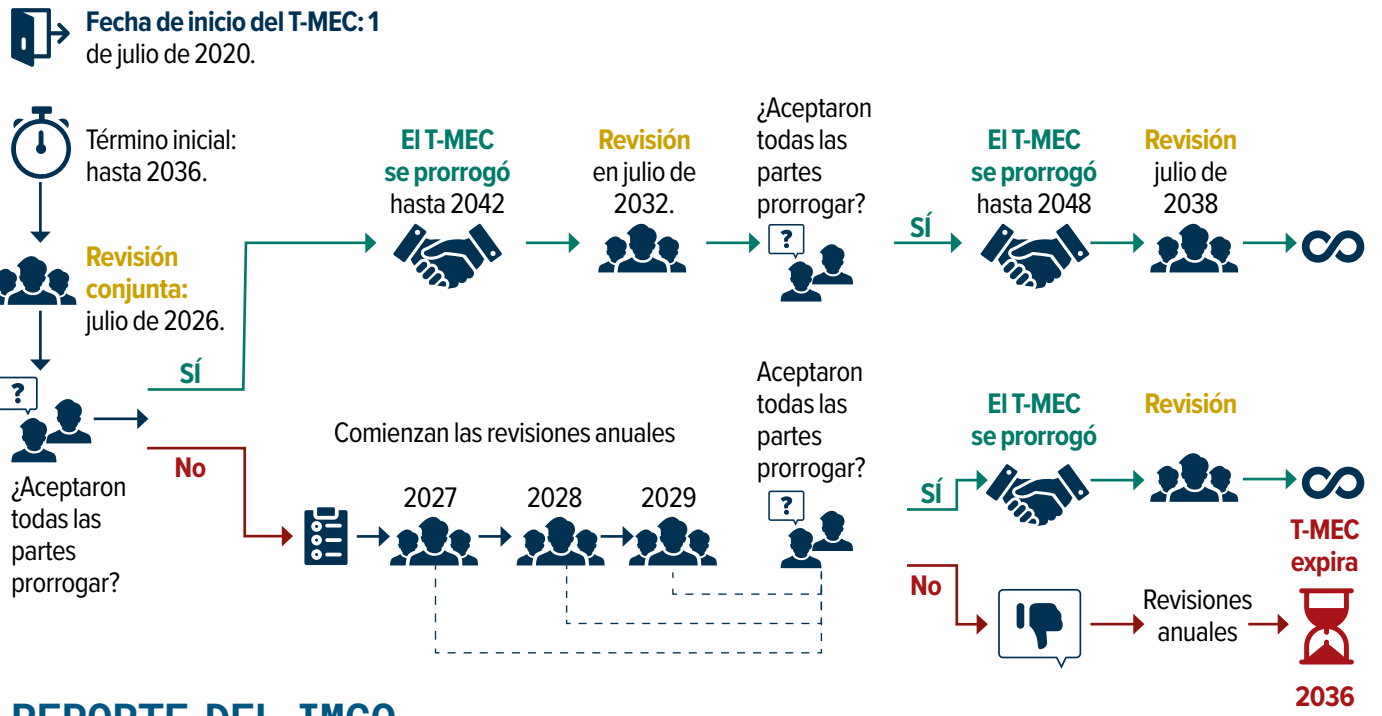 Fecha de inicio del T-MEC: 1
de julio de 2020.
Término inicial:
hasta 2036.
Revisión
conjunta:
julio de 2026.
?
¿Aceptaron
todas las
partes
prorrogar?
SÍ
El T-MEC
se prorrogó
hasta 2042
Revisión
en julio de
2032.
¿Aceptaron
todas las
partes
prorrogar?
?
SÍ
El T-MEC
se prorrogó
hasta 2048
Revisión
julio de
2038
No
Comienzan las revisiones anuales
2027
2028
2029
Aceptaron
todas las
partes
prorrogar?
?
SÍ
El T-MEC
se prorrogó
Revisión
No
Revisiones
anuales
T-MEC
expira
2036
REPORTE DEL IMCO